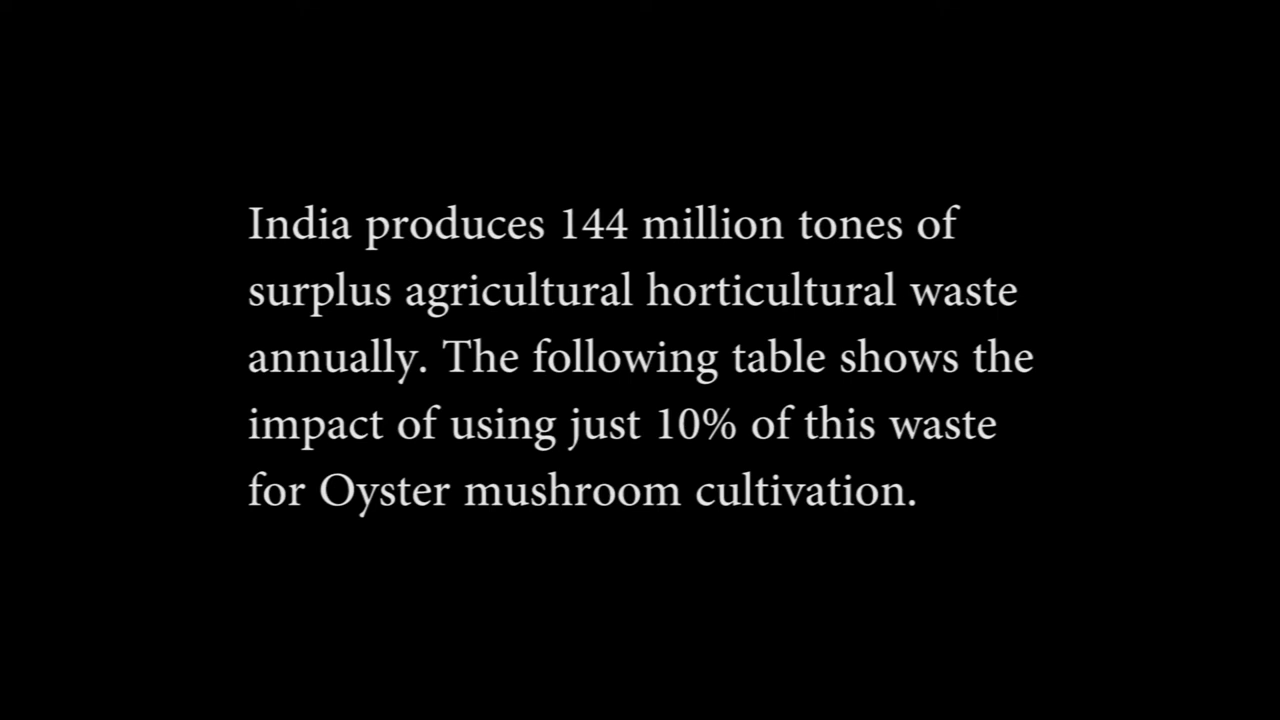 India produces 144 million tones of
surplus agricultural horticultural waste
annually. The following table shows the
impact of using just 10% of this waste
for Oyster mushroom cultivation.